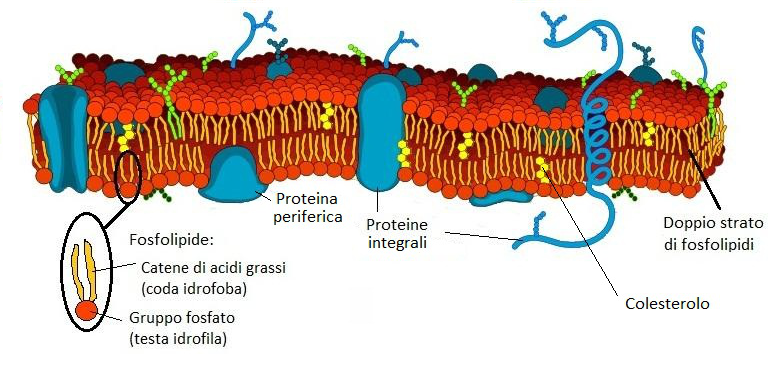 Proteina
periferica
Proteine
integrali
Doppio strato
di fosfolipidi
Fosfolipide:
Catene di acidi grassi
(coda idrofoba)
Colesterolo
Gruppo fosfato
(testa idrofila)